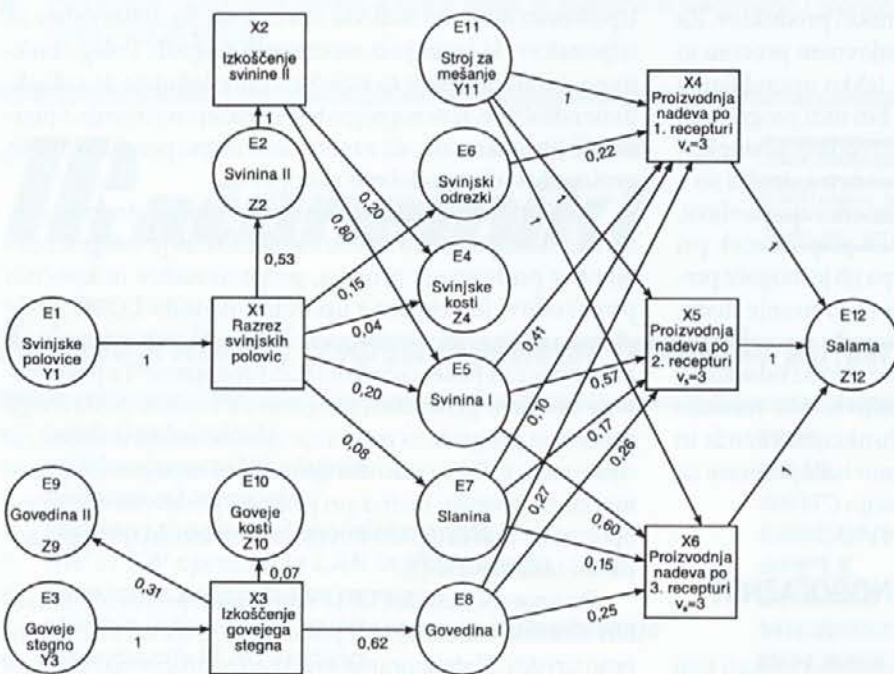 X2
Izkoščenje
svinine II
E11
Stroj za
mešanje
Y11
X4
Proizvodnja
nadeva po
1. recepturi
vₛ=3
1
0,22
E2
Svinina II
Z2
E6
Svinjski
odrezki
0,20
0,80
1
1
0,53
0,15
E4
Svinjske
kosti
Z4
E1
Svinjske
polovice
Y1
1
X1
Razrez
svinjskih
polovic
0,04
0,20
0,08
0,41
E5
Svinina I
0,57
0,10
0,17
0,26
X5
Proizvodnja
nadeva po
2. recepturi
vₛ=3
1
E12
Salama
Z12
E9
Govedina II
Z9
E10
Goveje
kosti
Z10
E7
Slanina
0,27
0,60
0,15
X6
Proizvodnja
nadeva po
3. recepturi
vₛ=3
0,31
0,07
E3
Goveje
stegno
Y3
1
X3
Izkoščenje
govejega
stegna
0,62
E8
Govedina I
0,25